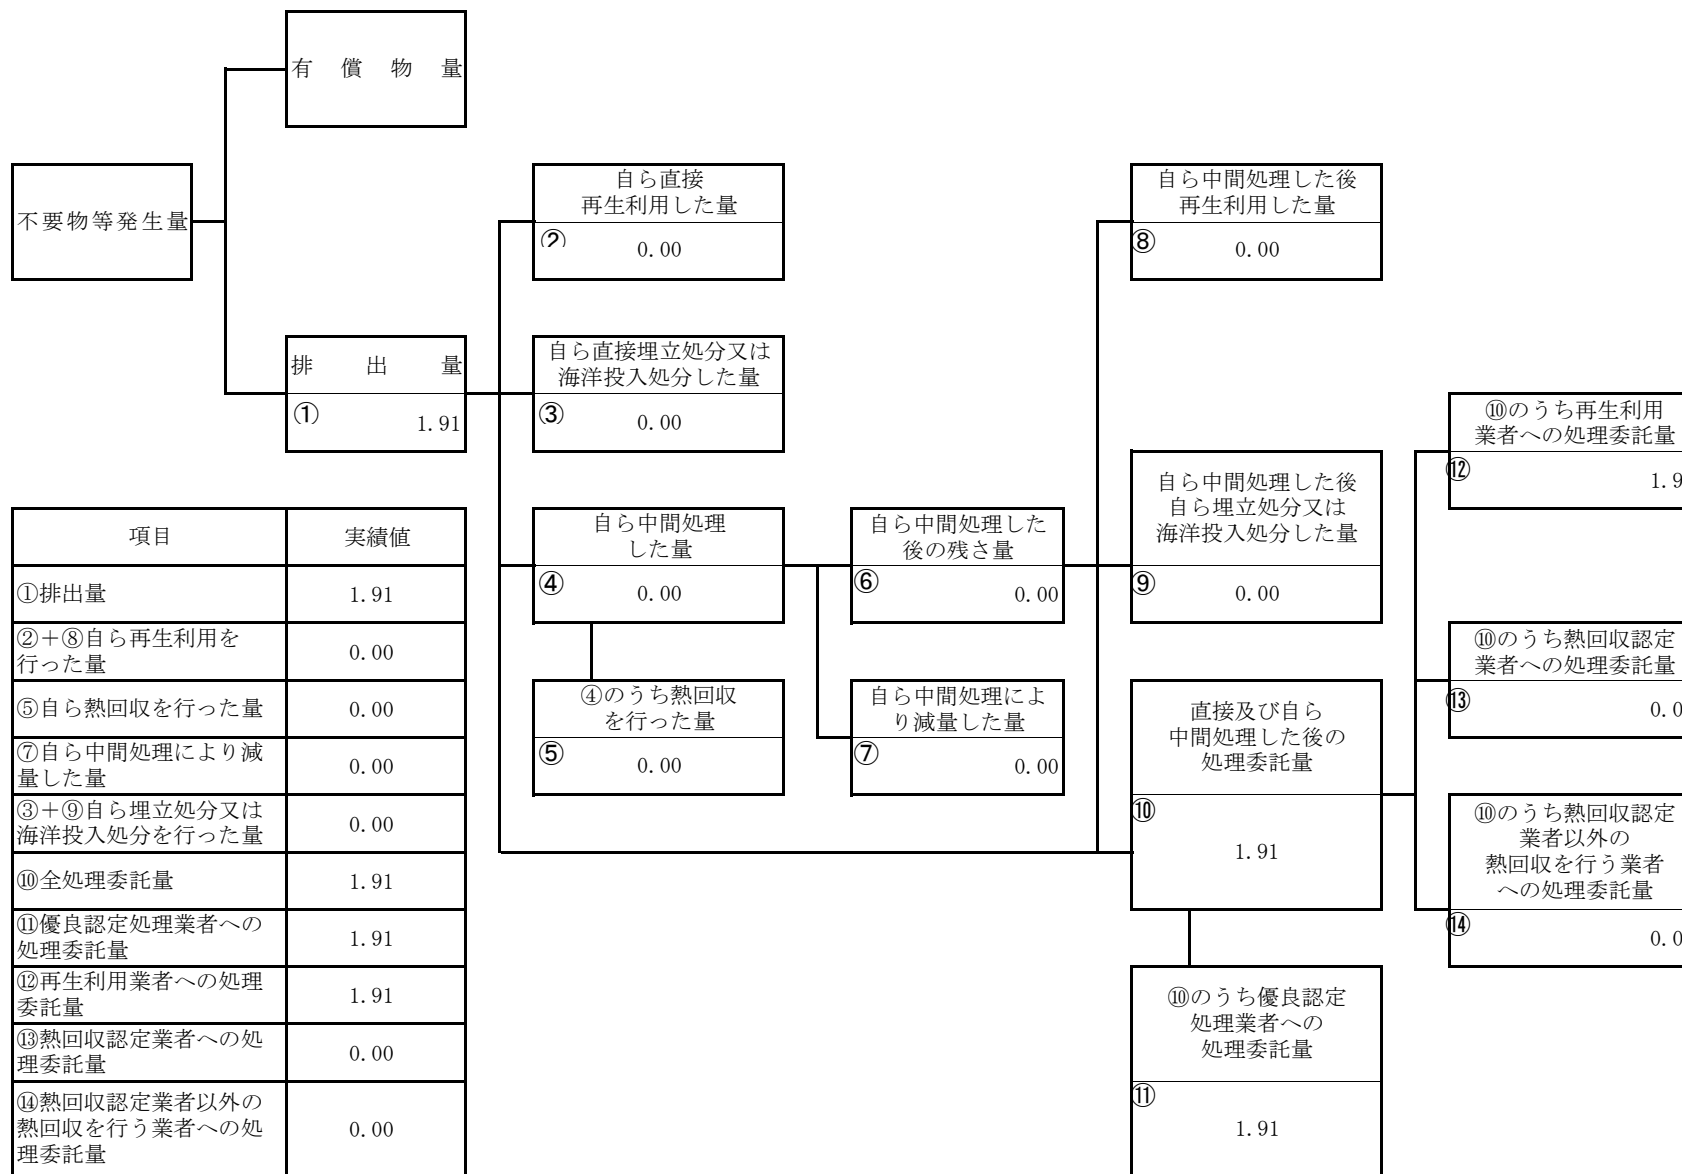 有償物量
不要物等発生量
排出量
① 1.91
自ら直接
再生利用した量
② 0.00
自ら直接埋立処分又は
海洋投入処分した量
③ 0.00
自ら中間処理
した量
④ 0.00
④のうち熱回収
を行った量
⑤ 0.00
自ら中間処理した
後の残さ量
⑥ 0.00
自ら中間処理によ
り減量した量
⑦ 0.00
自ら中間処理した後
再生利用した量
⑧ 0.00
自ら中間処理した後
自ら埋立処分又は
海洋投入処分した量
⑨ 0.00
直接及び自ら
中間処理した後の
処理委託量
⑩
1.91
⑩のうち優良認定
処理業者への
処理委託量
⑪
1.91
⑩のうち再生利用
業者への処理委託量
⑫ 1.9
⑩のうち熱回収認定
業者への処理委託量
⑬ 0.0
⑩のうち熱回収認定
業者以外の
熱回収を行う業者
への処理委託量
⑭ 0.0
項目 実績値
①排出量 1.91
②+⑧自ら再生利用を
行った量 0.00
⑤自ら熱回収を行った量 0.00
⑦自ら中間処理により減
量した量 0.00
③+⑨自ら埋立処分又は
海洋投入処分を行った量 0.00
⑩全処理委託量 1.91
⑪優良認定処理業者への
処理委託量 1.91
⑫再生利用業者への処理
委託量 1.91
⑬熱回収認定業者への処
理委託量 0.00
⑭熱回収認定業者以外の
熱回収を行う業者への処
理委託量 0.00